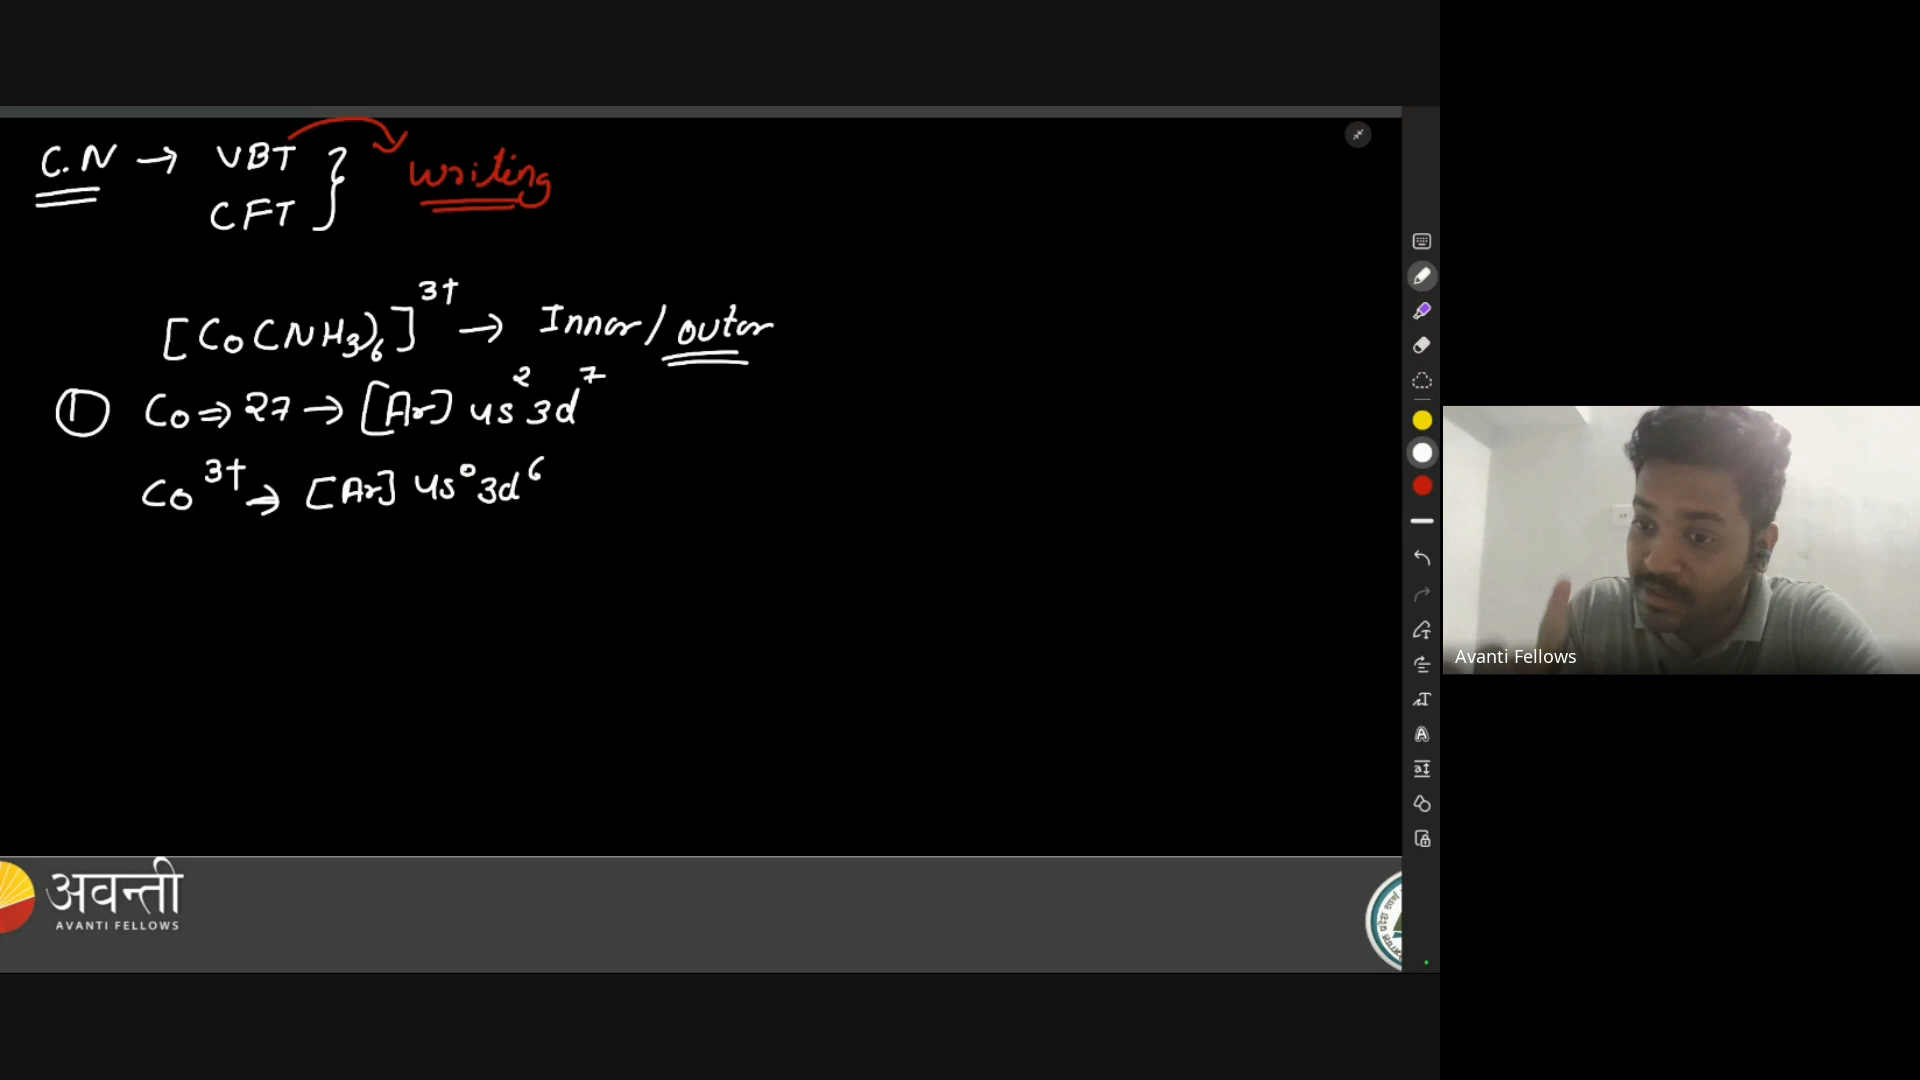 C.N → VBT
CFT
writing
[Co(NH₃)₆]³⁺ → Inner/outer
① Co ⇒ 27 → [Ar] 4s² 3d⁷
Co³⁺ → [Ar] 4s⁰ 3d⁶
Avanti Fellows
अवन्ती
AVANTI FELLOWS